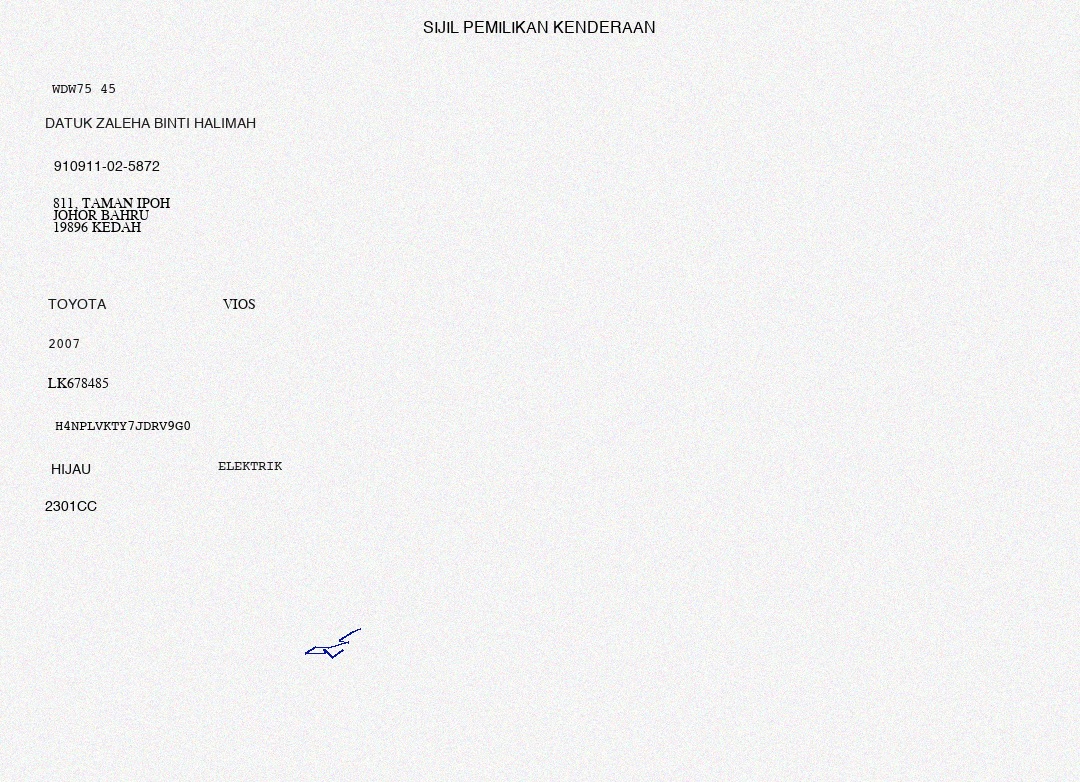 SIJIL PEMILIKAN KENDERAAN
WDW75 45
DATUK ZALEHA BINTI HALIMAH
910911-02-5872
811, TAMAN IPOH
JOHOR BAHRU
19896 KEDAH
TOYOTA VIOS
2007
LK678485
H4NPLVKTY7JDRV9G0
HIJAU ELEKTRIK
2301CC